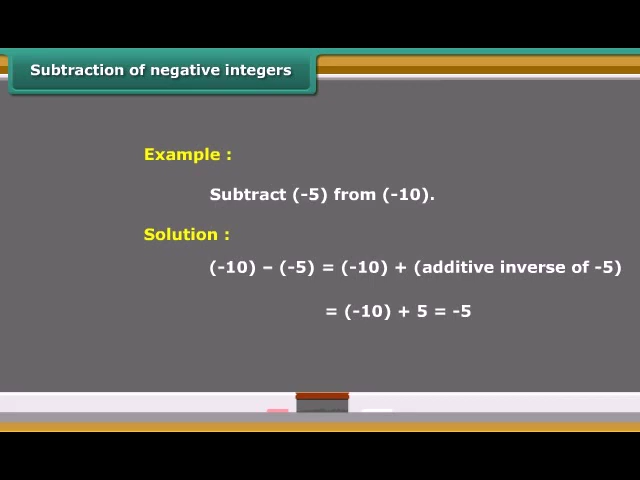 Subtraction of negative integers
Example :
Subtract (-5) from (-10).
Solution :
(-10) – (-5) = (-10) + (additive inverse of -5)
= (-10) + 5 = -5